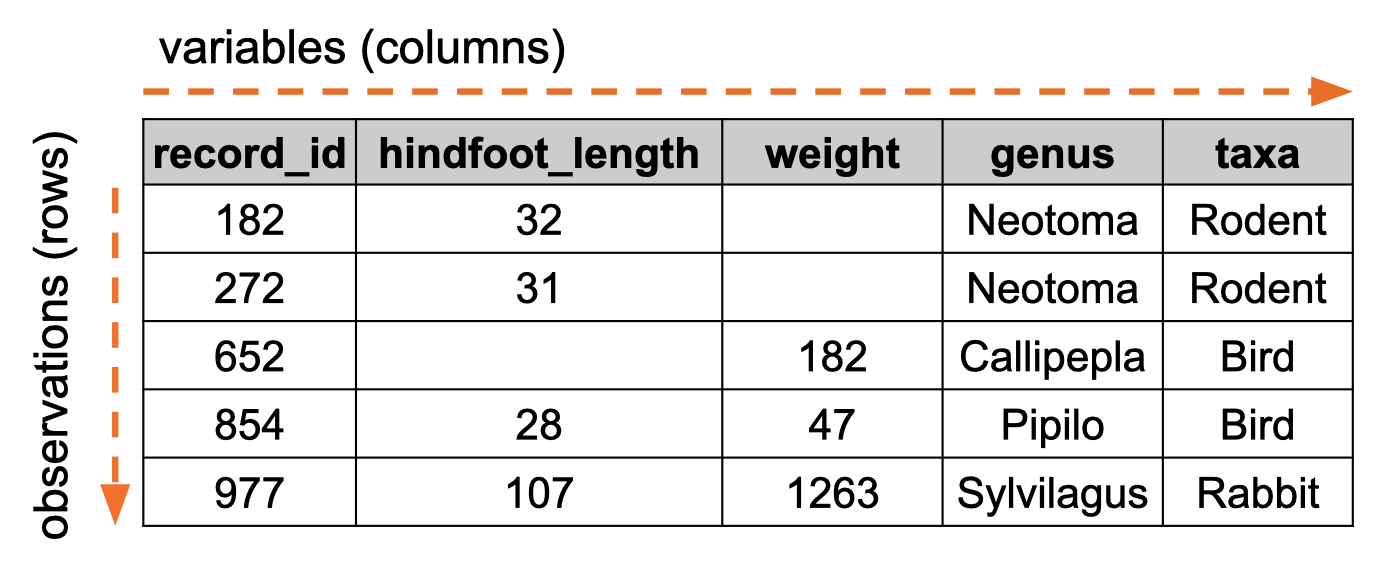 variables (columns)
observations (rows)
record_id hindfoot_length weight genus taxa
182 32 Neotoma Rodent
272 31 Neotoma Rodent
652 182 Callipepla Bird
854 28 47 Pipilo Bird
977 107 1263 Sylvilagus Rabbit